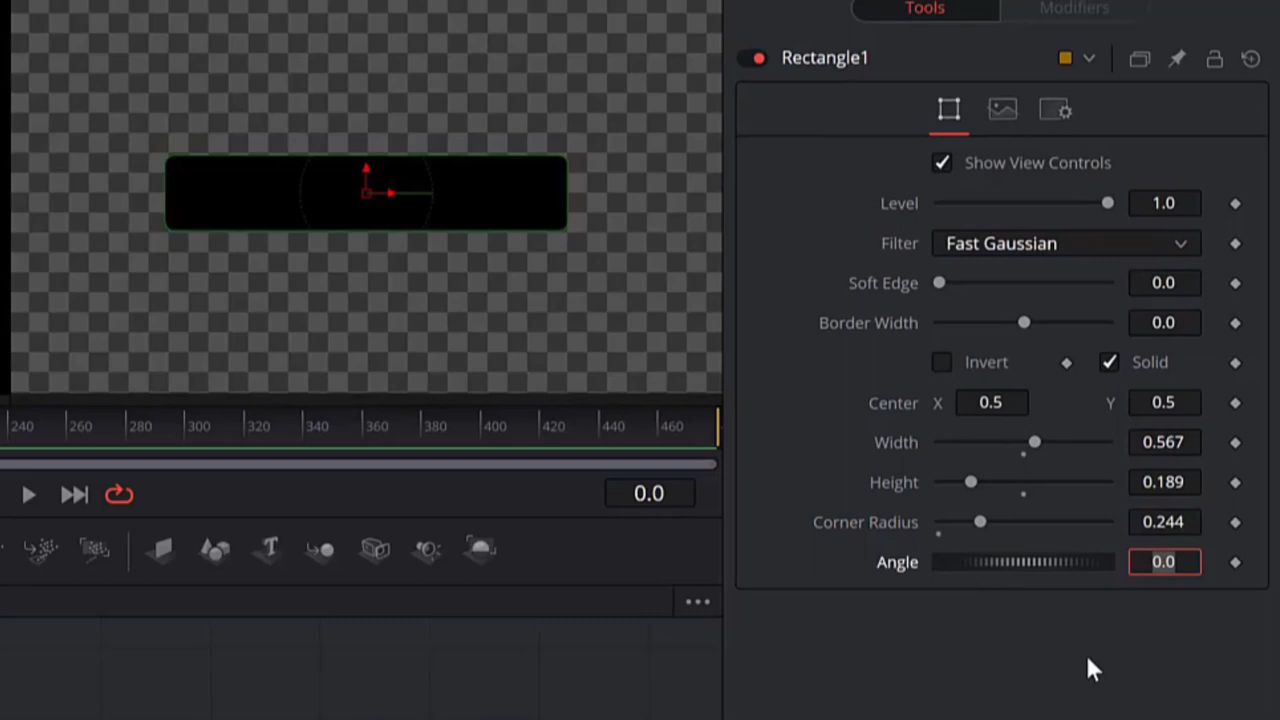 Tools
Modifiers
Rectangle1
Show View Controls
Level 1.0
Filter Fast Gaussian
Soft Edge 0.0
Border Width 0.0
Invert Solid
Center X 0.5 Y 0.5
Width 0.567
Height 0.189
Corner Radius 0.244
Angle 0.0
240 260 280 300 320 340 360 380 400 420 440 460
0.0
T